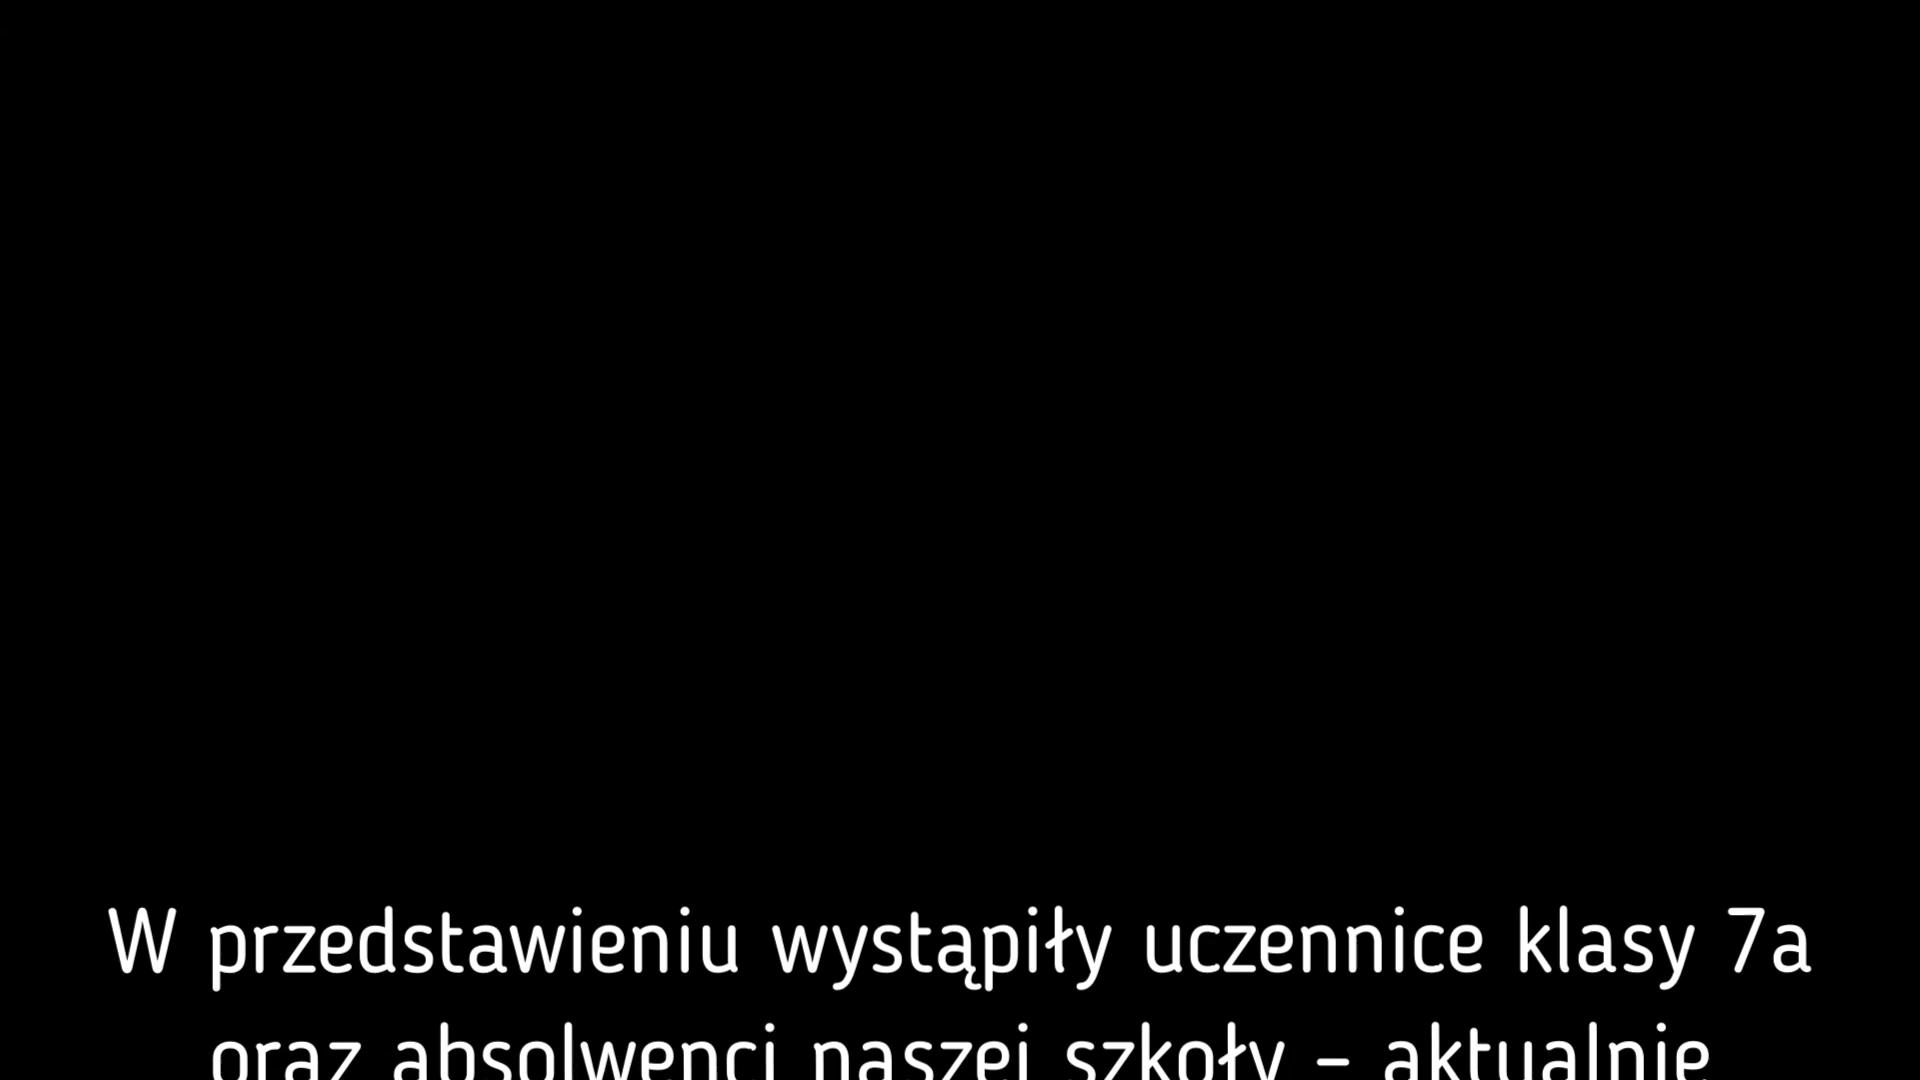 W przedstawieniu wystąpiły uczennice klasy 7a
oraz absolwenci naszej szkoły – aktualnie